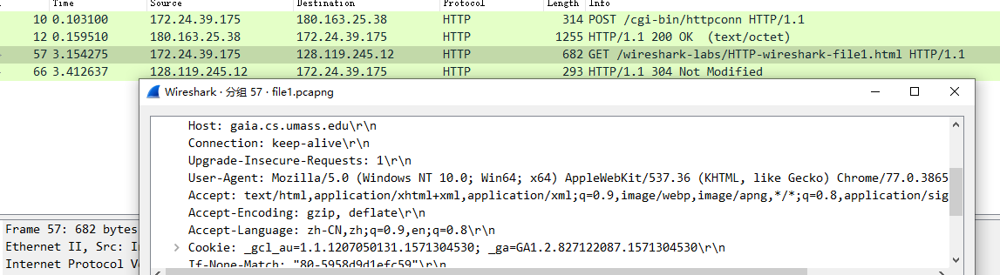 Time Source Destination Protocol Length Info
10 0.103100 172.24.39.175 180.163.25.38 HTTP 314 POST /cgi-bin/httpconn HTTP/1.1
12 0.159510 180.163.25.38 172.24.39.175 HTTP 1255 HTTP/1.1 200 OK (text/octet)
57 3.154275 172.24.39.175 128.119.245.12 HTTP 682 GET /wireshark-labs/HTTP-wireshark-file1.html HTTP/1.1
66 3.412637 128.119.245.12 172.24.39.175 HTTP 293 HTTP/1.1 304 Not Modified
Wireshark · 分组 57 · file1.pcapng
Host: gaia.cs.umass.edu\r\n
Connection: keep-alive\r\n
Upgrade-Insecure-Requests: 1\r\n
User-Agent: Mozilla/5.0 (Windows NT 10.0; Win64; x64) AppleWebKit/537.36 (KHTML, like Gecko) Chrome/77.0.3865
Accept: text/html,application/xhtml+xml,application/xml;q=0.9,image/webp,image/apng,*/*;q=0.8,application/sig
Accept-Encoding: gzip, deflate\r\n
Accept-Language: zh-CN,zh;q=0.9,en;q=0.8\r\n
Cookie: _gcl_au=1.1.1207050131.1571304530; _ga=GA1.2.827122087.1571304530\r\n
If-None-Match: "80-5958d9d1efc59"\r\n
Frame 57: 682 bytes
Ethernet II, Src: I
Internet Protocol V